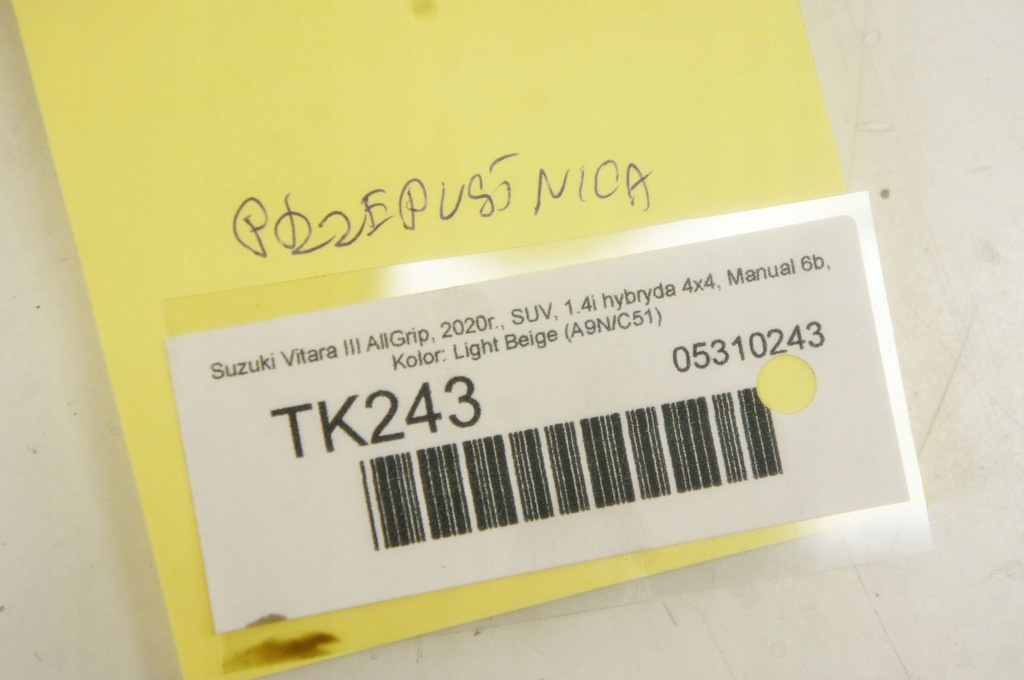 PRZEPUSTNICA
Suzuki Vitara III AllGrip, 2020r., SUV, 1.4i hybryda 4x4, Manual 6b,
Kolor: Light Beige (A9N/C51)
05310243
TK243